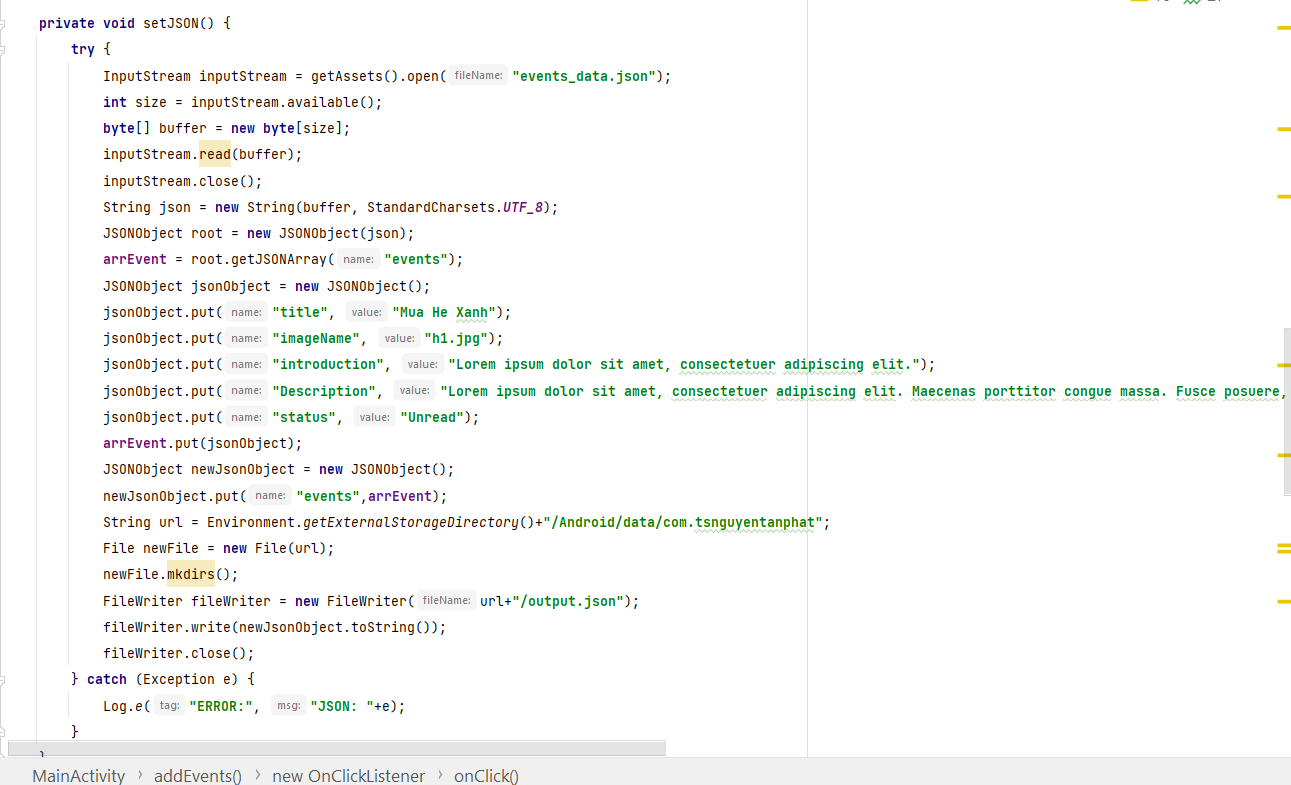 private void setJSON() {
try {
InputStream inputStream = getAssets().open( fileName: "events_data.json");
int size = inputStream.available();
byte[] buffer = new byte[size];
inputStream.read(buffer);
inputStream.close();
String json = new String(buffer, StandardCharsets.UTF_8);
JSONObject root = new JSONObject(json);
arrEvent = root.getJSONArray( name: "events");
JSONObject jsonObject = new JSONObject();
jsonObject.put( name: "title", value: "Mua He Xanh");
jsonObject.put( name: "imageName", value: "h1.jpg");
jsonObject.put( name: "introduction", value: "Lorem ipsum dolor sit amet, consectetuer adipiscing elit.");
jsonObject.put( name: "Description", value: "Lorem ipsum dolor sit amet, consectetuer adipiscing elit. Maecenas porttitor congue massa. Fusce posuere,
jsonObject.put( name: "status", value: "Unread");
arrEvent.put(jsonObject);
JSONObject newJsonObject = new JSONObject();
newJsonObject.put( name: "events",arrEvent);
String url = Environment.getExternalStorageDirectory()+"/Android/data/com.tsnguyentanphat";
File newFile = new File(url);
newFile.mkdirs();
FileWriter fileWriter = new FileWriter( fileName: url+"/output.json");
fileWriter.write(newJsonObject.toString());
fileWriter.close();
} catch (Exception e) {
Log.e( tag: "ERROR:", msg: "JSON: "+e);
}
MainActivity › addEvents() › new OnClickListener › onClick()